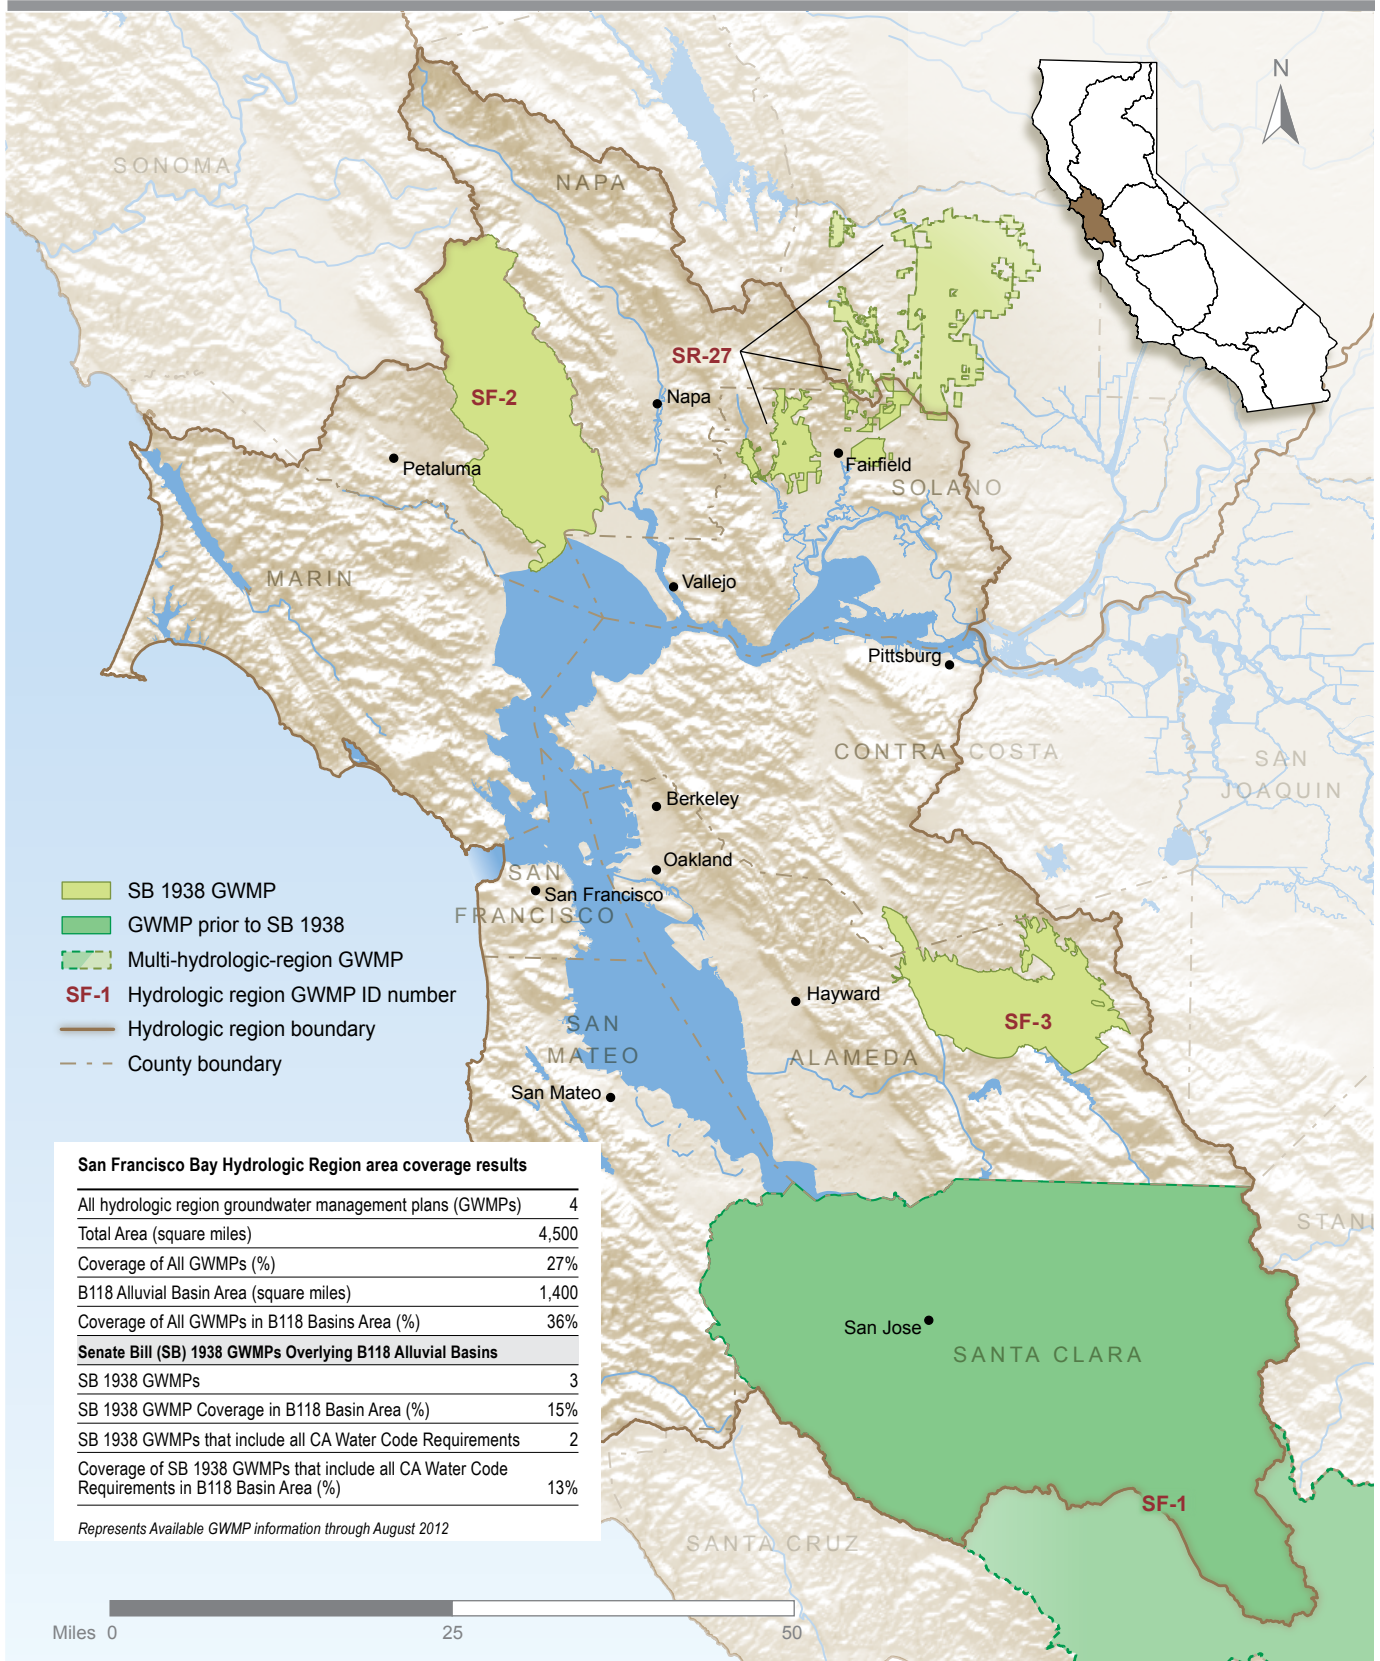 N
SONOMA
NAPA
SR-27
SF-2
Napa
Petaluma
Fairfield
SOLANO
MARIN
Vallejo
Pittsburg
CONTRA COSTA
SAN
JOAQUIN
Berkeley
Oakland
SAN
FRANCISCO
San Francisco
SB 1938 GWMP
GWMP prior to SB 1938
Multi-hydrologic-region GWMP
SF-1 Hydrologic region GWMP ID number
Hydrologic region boundary
County boundary
Hayward
SF-3
SAN
MATEO
ALAMEDA
San Mateo
San Francisco Bay Hydrologic Region area coverage results
All hydrologic region groundwater management plans (GWMPs) 4
Total Area (square miles) 4,500
Coverage of All GWMPs (%) 27%
B118 Alluvial Basin Area (square miles) 1,400
Coverage of All GWMPs in B118 Basins Area (%) 36%
Senate Bill (SB) 1938 GWMPs Overlying B118 Alluvial Basins
SB 1938 GWMPs 3
SB 1938 GWMP Coverage in B118 Basin Area (%) 15%
SB 1938 GWMPs that include all CA Water Code Requirements 2
Coverage of SB 1938 GWMPs that include all CA Water Code
Requirements in B118 Basin Area (%) 13%
Represents Available GWMP information through August 2012
STANI
San Jose
SANTA CLARA
SF-1
SANTA CRUZ
Miles 0 25 50